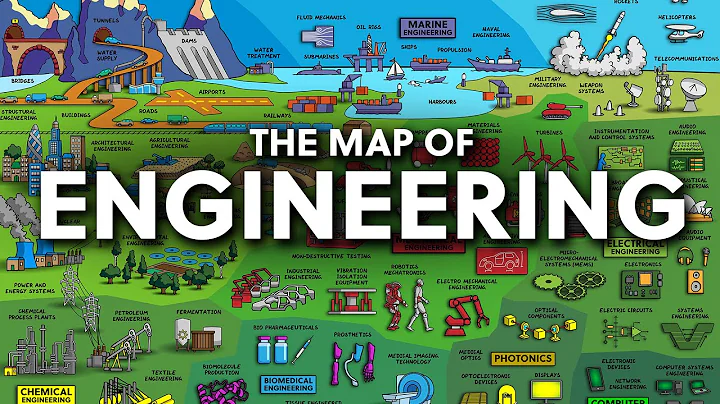 TUNNELS
FLUID MECHANICS
OIL RIGS
MARINE
ENGINEERING
NAVAL
ENGINEERING
ROCKETS
HELICOPTERS
WATER
SUPPLY
DAMS
WATER
TREATMENT
SUBMARINES
SHIPS
PROPULSION
TELECOMMUNICATIONS
BRIDGES
AIRPORTS
HARBOURS
MILITARY
ENGINEERING
WEAPON
SYSTEMS
STRUCTURAL
ENGINEERING
BUILDINGS
ROADS
RAILWAYS
MATERIALS
ENGINEERING
TURBINES
INSTRUMENTATION
AND CONTROL SYSTEMS
AUDIO
ENGINEERING
ARCHITECTURAL
ENGINEERING
AGRICULTURAL
ENGINEERING
THE MAP OF
ENGINEERING
AUDIO
EQUIPMENT
ENGINEERING
ELECTRICAL
ENGINEERING
NON-DESTRUCTIVE TESTING
MICRO-
ELECTROMECHANICAL
SYSTEMS (MEMS)
ELECTRONICS
POWER AND
ENERGY SYSTEMS
INDUSTRIAL
ENGINEERING
VIBRATION
ISOLATION
EQUIPMENT
ROBOTICS
MECHATRONICS
ELECTRO MECHANICAL
ENGINEERING
CHEMICAL
PROCESS PLANTS
PETROLEUM
ENGINEERING
FERMENTATION
OPTICAL
COMPONENTS
ELECTRIC CIRCUITS
SYSTEMS
ENGINEERING
BIO PHARMACEUTICALS
PROSTHETICS
MEDICAL IMAGING
TECHNOLOGY
MEDICAL
OPTICS
PHOTONICS
TEXTILE
ENGINEERING
BIOMOLECULE
PRODUCTION
BIOMEDICAL
ENGINEERING
OPTOELECTRONIC
DEVICES
DISPLAYS
ELECTRONIC
DEVICES
COMPUTER SYSTEMS
ENGINEERING
NETWORK
ENGINEERING
CHEMICAL
ENGINEERING
TISSUE ENGINEERED
COMPUTER